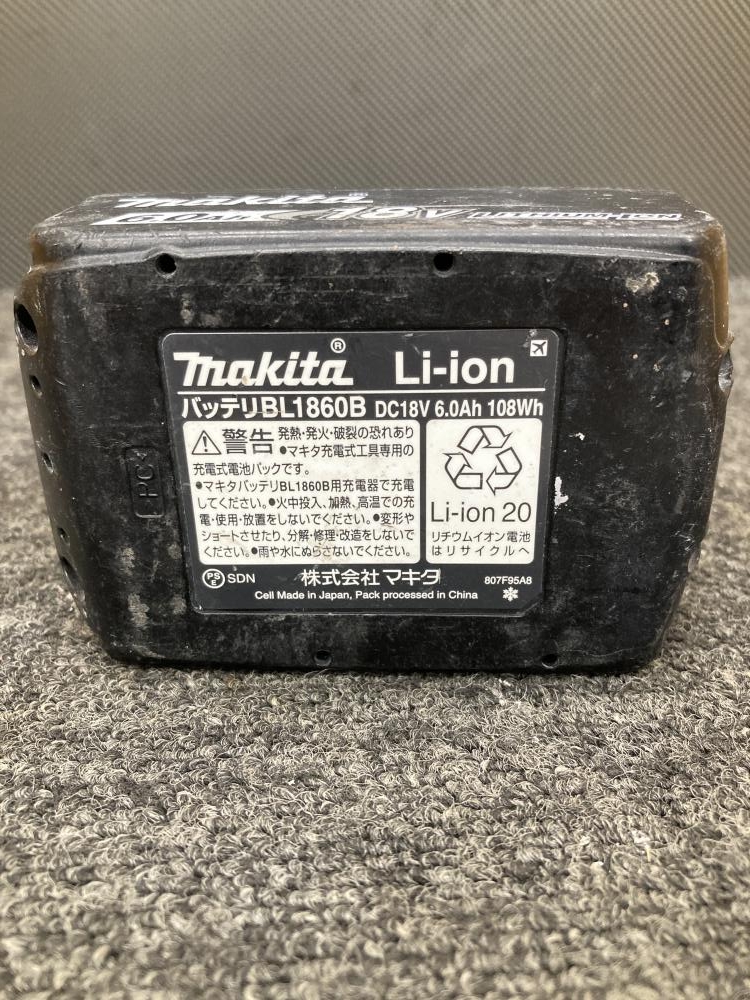 makita
6.0Ah 18V
makita® Li-ion
バッテリBL1860B DC18V 6.0Ah 108Wh
警告 発熱・発火・破裂の恐れあり
●マキタ充電式工具専用の
充電式電池パックです。
●マキタバッテリBL1860B用充電器で充電
してください。●火中投入、加熱、高温での充
電・使用・放置をしないでください。●変形や
ショートさせたり、分解・修理・改造をしないで
ください。●雨や水にぬらさないでください。
Li-ion 20
リチウムイオン電池
はリサイクルへ
PSE SDN 株式会社マキタ 807F95A8
Cell Made in Japan, Pack processed in China
>PC<